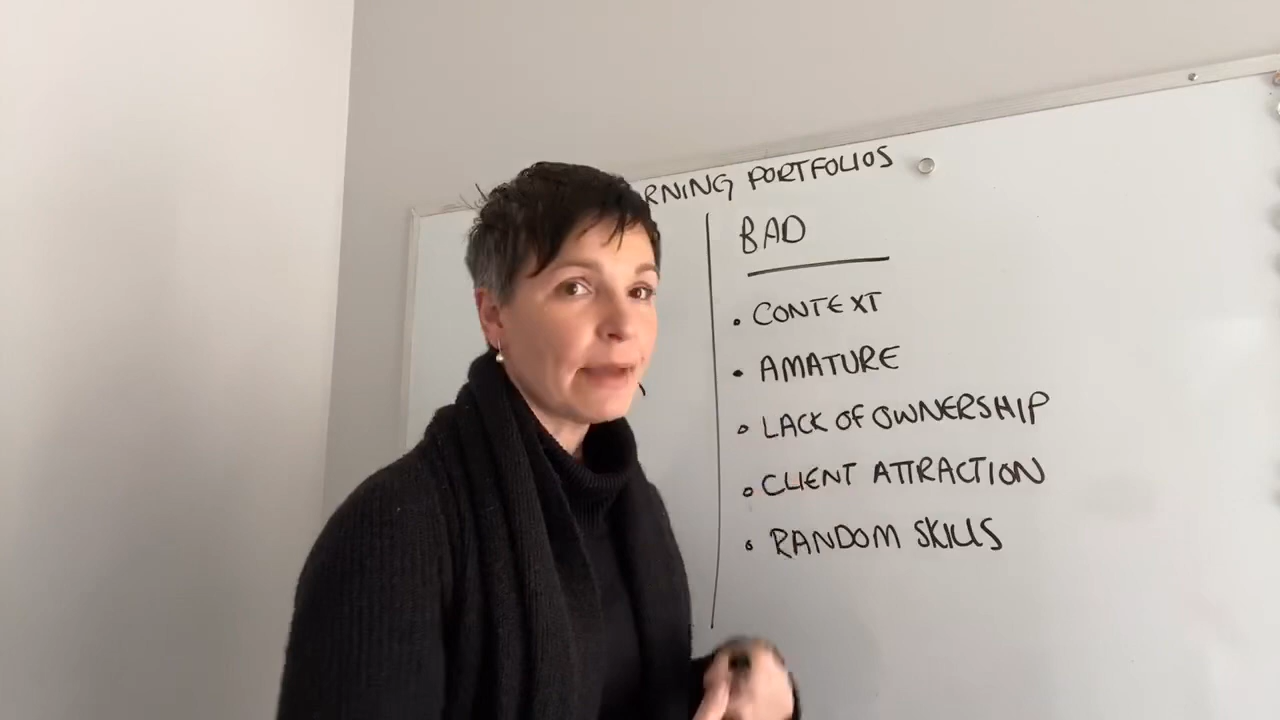 RNING PORTFOLIOS
BAD
• CONTEXT
• AMATURE
• LACK OF OWNERSHIP
• CLIENT ATTRACTION
• RANDOM SKILLS